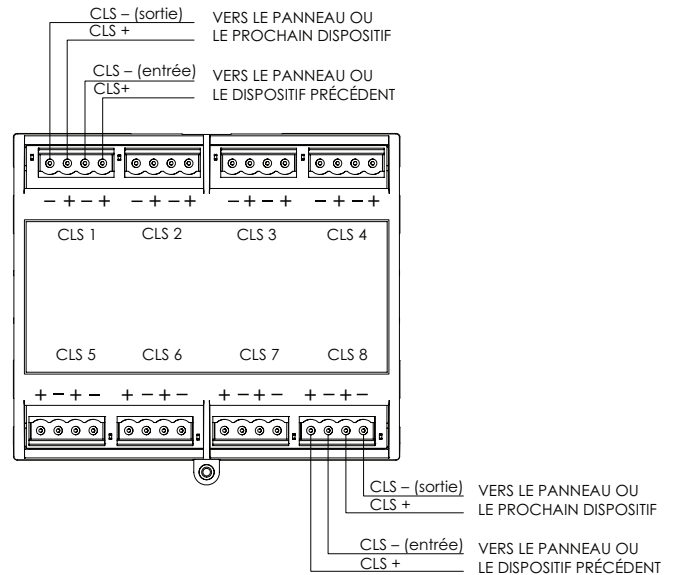 CLS – (sortie) VERS LE PANNEAU OU
CLS + LE PROCHAIN DISPOSITIF
CLS – (entrée) VERS LE PANNEAU OU
CLS+ LE DISPOSITIF PRÉCÉDENT
– + – + – + – + – + – + – + – +
CLS 1 CLS 2 CLS 3 CLS 4
CLS 5 CLS 6 CLS 7 CLS 8
+ – + – + – + – + – + – + – + –
CLS – (sortie) VERS LE PANNEAU OU
CLS + LE PROCHAIN DISPOSITIF
CLS – (entrée) VERS LE PANNEAU OU
CLS + LE DISPOSITIF PRÉCÉDENT